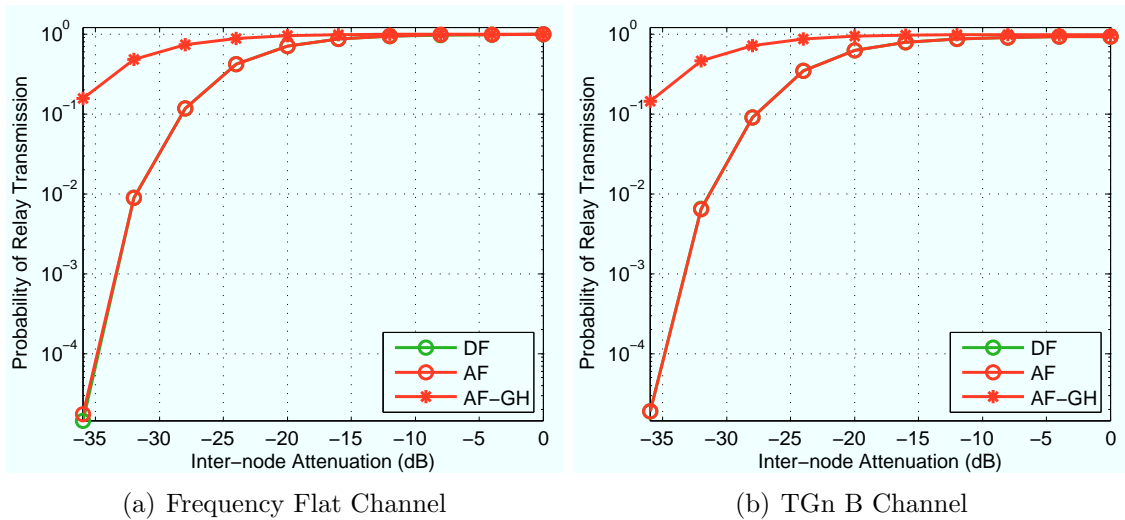 Probability of Relay Transmission
10^0
10^−1
10^−2
10^−3
10^−4
−35 −30 −25 −20 −15 −10 −5 0
Inter−node Attenuation (dB)
DF
AF
AF−GH
(a) Frequency Flat Channel
Probability of Relay Transmission
10^0
10^−1
10^−2
10^−3
10^−4
−35 −30 −25 −20 −15 −10 −5 0
Inter−node Attenuation (dB)
DF
AF
AF−GH
(b) TGn B Channel